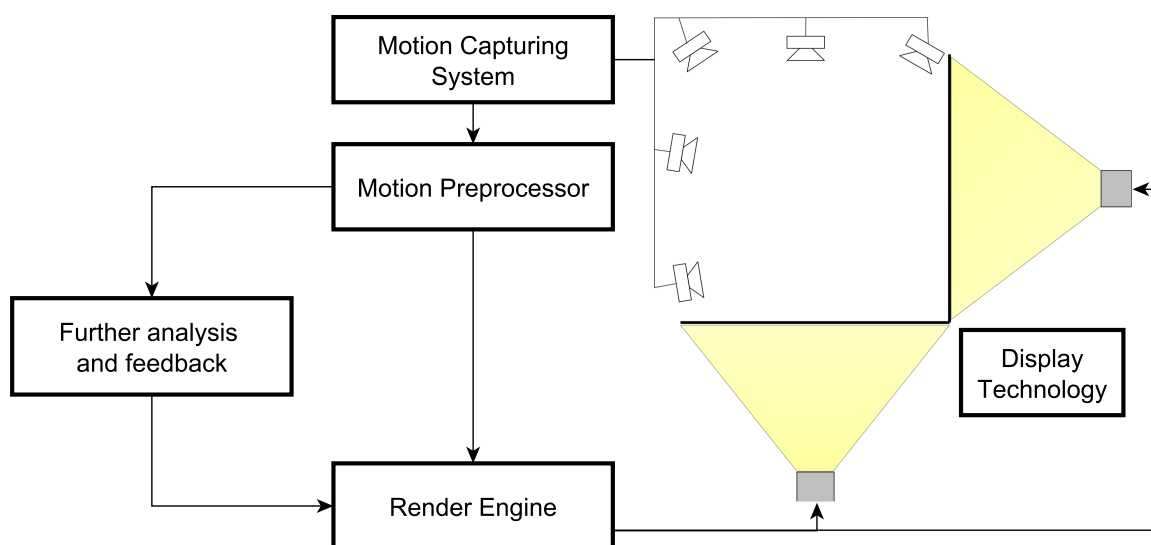 Motion Capturing
System
Motion Preprocessor
Further analysis
and feedback
Display
Technology
Render Engine